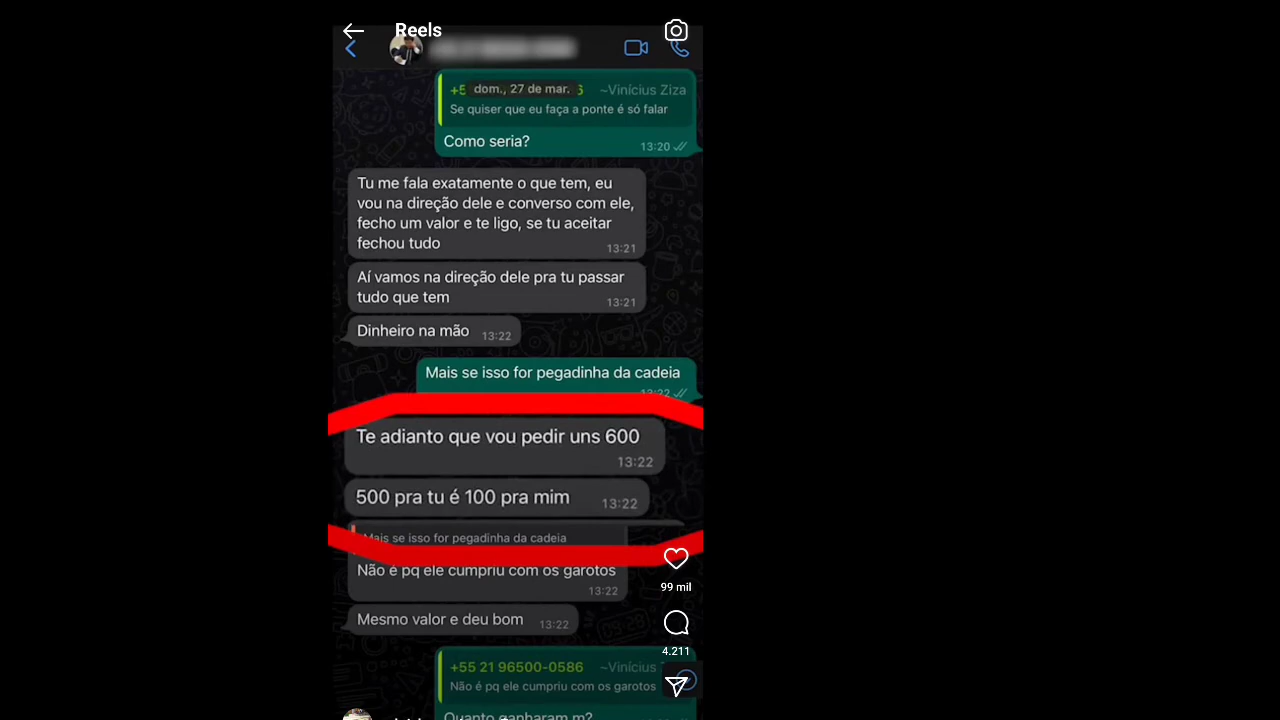 Reels
dom., 27 de mar.
~Vinícius Ziza
Se quiser que eu faça a ponte é só falar
Como seria?
13:20
Tu me fala exatamente o que tem, eu
vou na direção dele e converso com ele,
fecho um valor e te ligo, se tu aceitar
fechou tudo
13:21
Aí vamos na direção dele pra tu passar
tudo que tem
13:21
Dinheiro na mão
13:22
Mais se isso for pegadinha da cadeia
13:22
Te adianto que vou pedir uns 600
13:22
500 pra tu é 100 pra mim
13:22
Mais se isso for pegadinha da cadeia
Não é pq ele cumpriu com os garotos
13:22
Mesmo valor e deu bom
13:22
99 mil
4.211
+55 21 96500-0586 ~Vinícius
Não é pq ele cumpriu com os garotos
Quanto ganharam m?